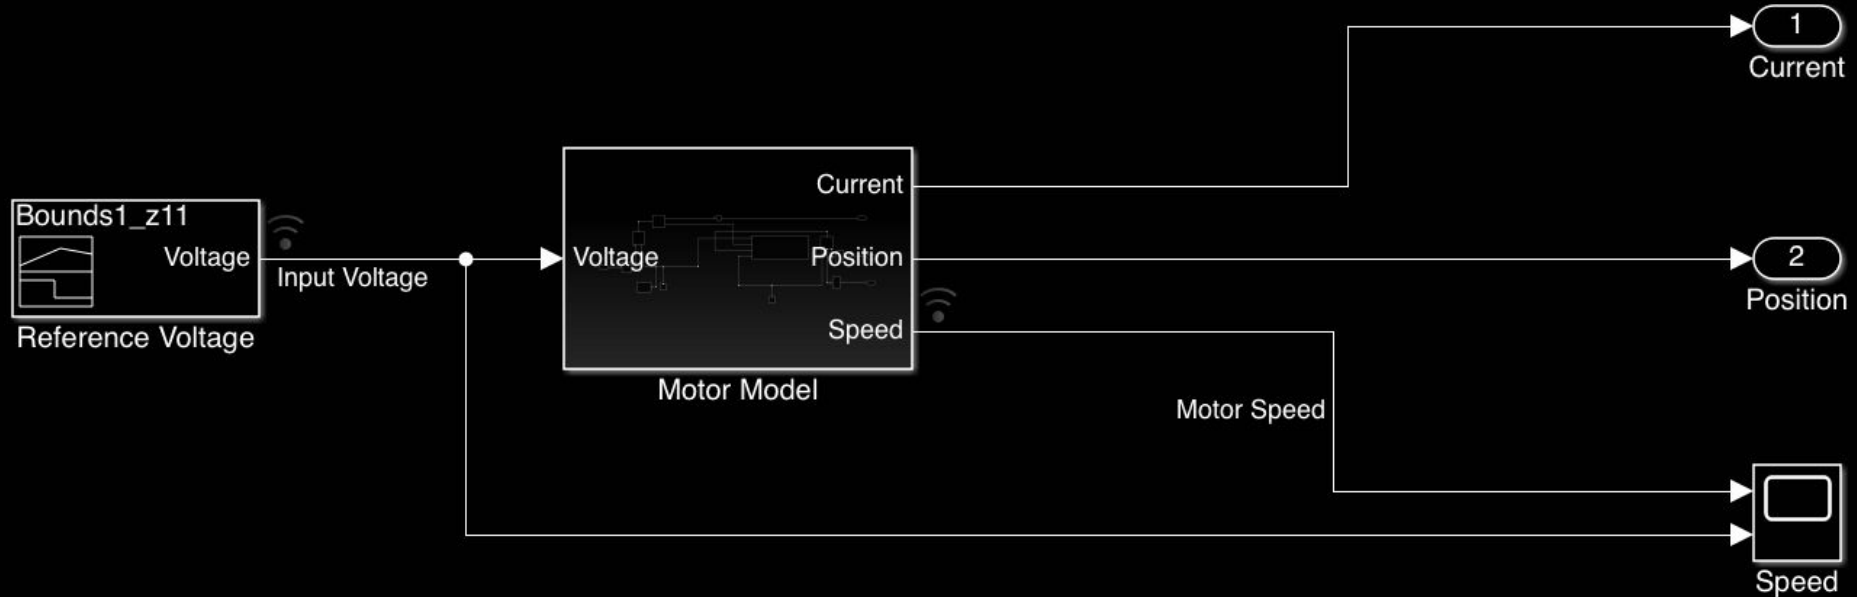 1
Current
Current
Bounds1_z11
Voltage
Input Voltage
Reference Voltage
Voltage
Position
2
Position
Speed
Motor Model
Motor Speed
Speed